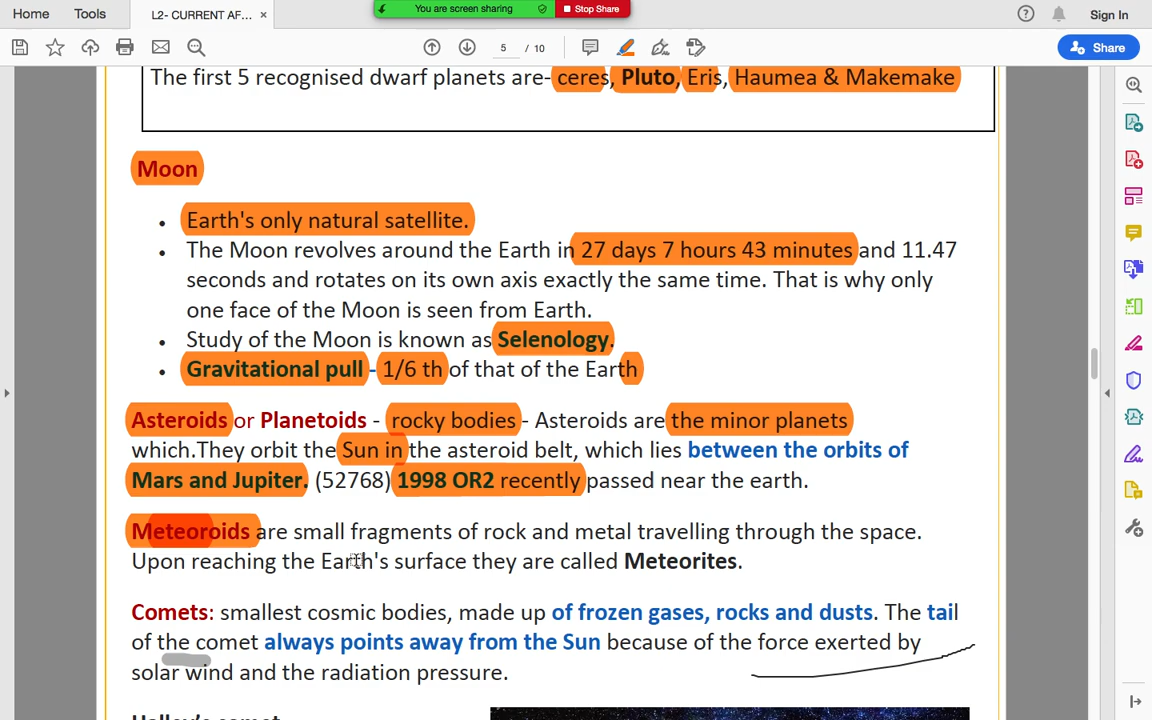 Home Tools L2- CURRENT AF... × You are screen sharing Stop Share Sign In
5 / 10 Share
The first 5 recognised dwarf planets are- ceres, Pluto, Eris, Haumea & Makemake
Moon
• Earth's only natural satellite.
• The Moon revolves around the Earth in 27 days 7 hours 43 minutes and 11.47
seconds and rotates on its own axis exactly the same time. That is why only
one face of the Moon is seen from Earth.
• Study of the Moon is known as Selenology.
• Gravitational pull - 1/6 th of that of the Earth
Asteroids or Planetoids - rocky bodies - Asteroids are the minor planets
which.They orbit the Sun in the asteroid belt, which lies between the orbits of
Mars and Jupiter. (52768) 1998 OR2 recently passed near the earth.
Meteoroids are small fragments of rock and metal travelling through the space.
Upon reaching the Earth's surface they are called Meteorites.
Comets: smallest cosmic bodies, made up of frozen gases, rocks and dusts. The tail
of the comet always points away from the Sun because of the force exerted by
solar wind and the radiation pressure.
Halley's comet